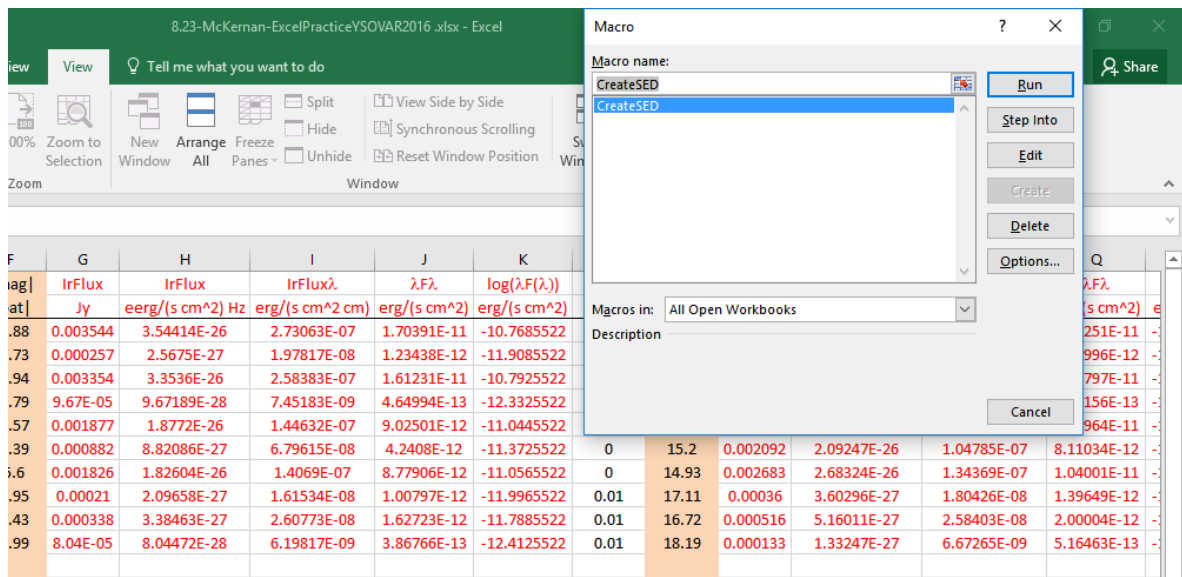 8.23-McKernan-ExcelPracticeYSOVAR2016 .xlsx - Excel
Macro
?
iew
View
Tell me what you want to do
Share
Macro name:
CreateSED
CreateSED
Run
Step Into
Edit
Create
Delete
Options...
Macros in: All Open Workbooks
Description
Cancel
100
00%
Zoom to
Selection
Zoom
New
Window
Arrange
All
Freeze
Panes
Split
Hide
Unhide
View Side by Side
Synchronous Scrolling
Reset Window Position
Window
Win
F G H I J K Q
ag| IrFlux IrFlux IrFluxλ λFλ log(λF(λ)) λFλ
at| Jy eerg/(s cm^2) Hz erg/(s cm^2 cm) erg/(s cm^2) erg/(s cm^2) (s cm^2) e
.88 0.003544 3.54414E-26 2.73063E-07 1.70391E-11 -10.7685522 251E-11
.73 0.000257 2.5675E-27 1.97817E-08 1.23438E-12 -11.9085522 996E-12
.94 0.003354 3.3536E-26 2.58383E-07 1.61231E-11 -10.7925522 797E-11
.79 9.67E-05 9.67189E-28 7.45183E-09 4.64994E-13 -12.3325522 156E-13
.57 0.001877 1.8772E-26 1.44632E-07 9.02501E-12 -11.0445522 964E-11
.39 0.000882 8.82086E-27 6.79615E-08 4.2408E-12 -11.3725522 0 15.2 0.002092 2.09247E-26 1.04785E-07 8.11034E-12
5.6 0.001826 1.82604E-26 1.4069E-07 8.77906E-12 -11.0565522 0 14.93 0.002683 2.68324E-26 1.34369E-07 1.04001E-11
.95 0.00021 2.09658E-27 1.61534E-08 1.00797E-12 -11.9965522 0.01 17.11 0.00036 3.60296E-27 1.80426E-08 1.39649E-12
.43 0.000338 3.38463E-27 2.60773E-08 1.62723E-12 -11.7885522 0.01 16.72 0.000516 5.16011E-27 2.58403E-08 2.00004E-12
.99 8.04E-05 8.04472E-28 6.19817E-09 3.86766E-13 -12.4125522 0.01 18.19 0.000133 1.33247E-27 6.67265E-09 5.16463E-13